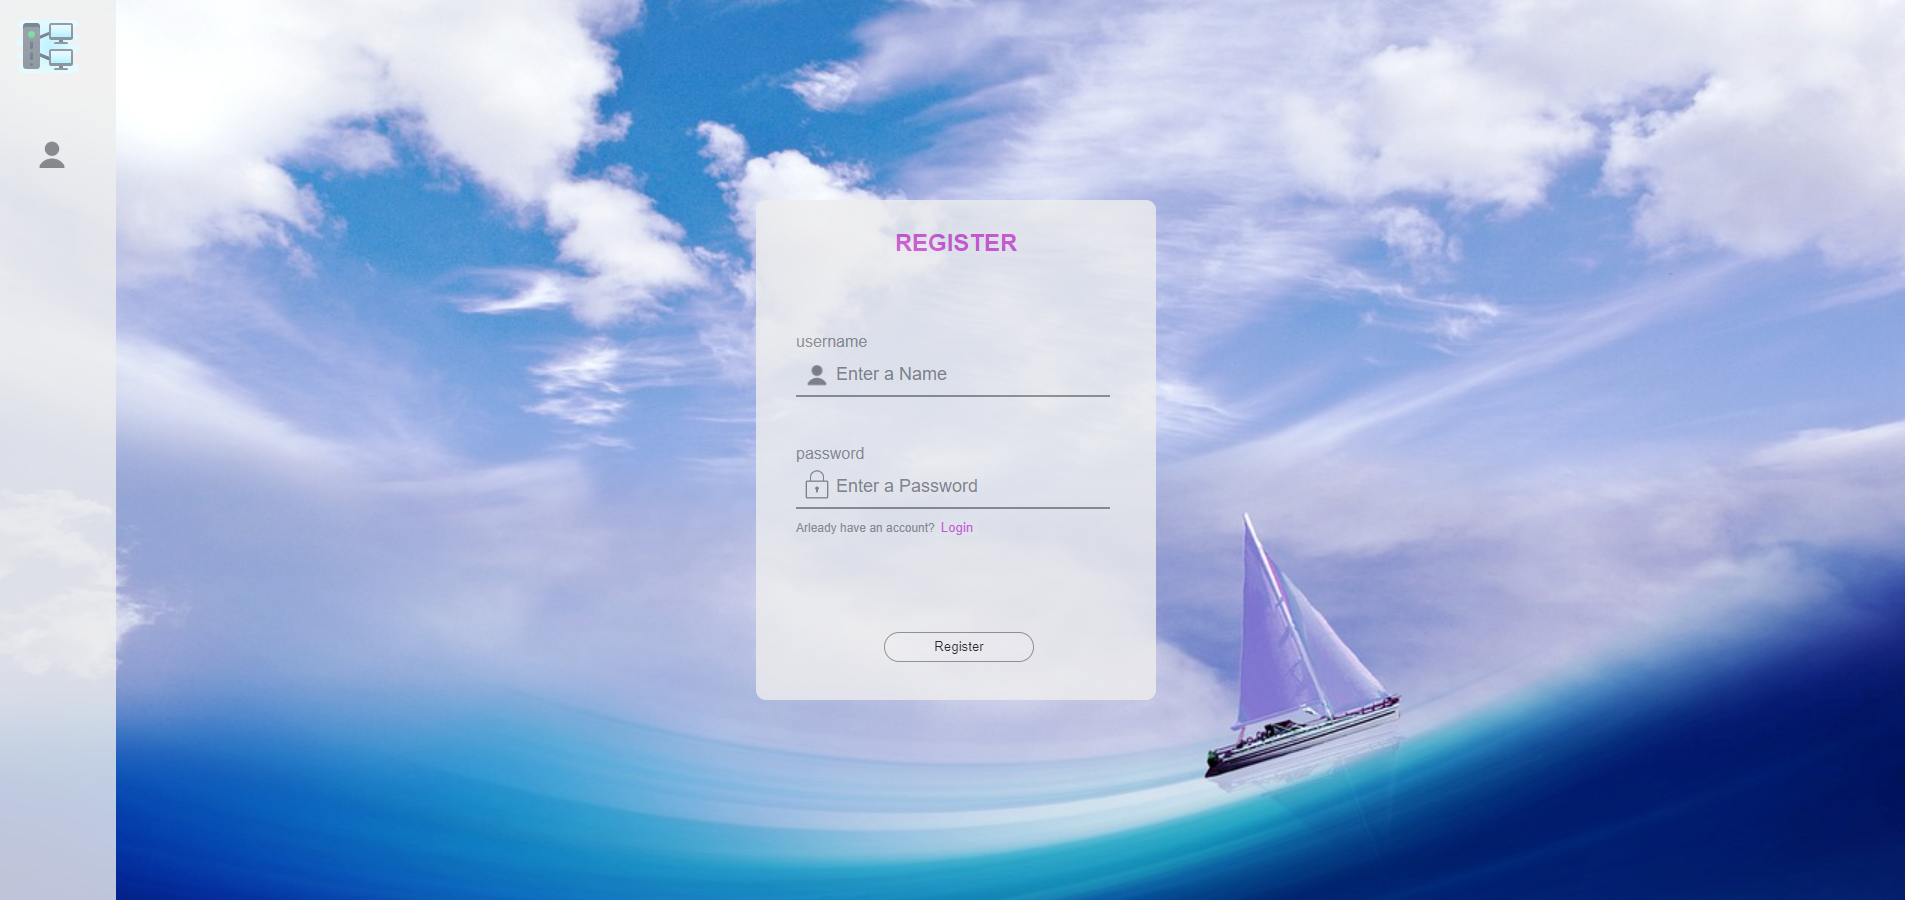 REGISTER
username
Enter a Name
password
Enter a Password
Arleady have an account? Login
Register